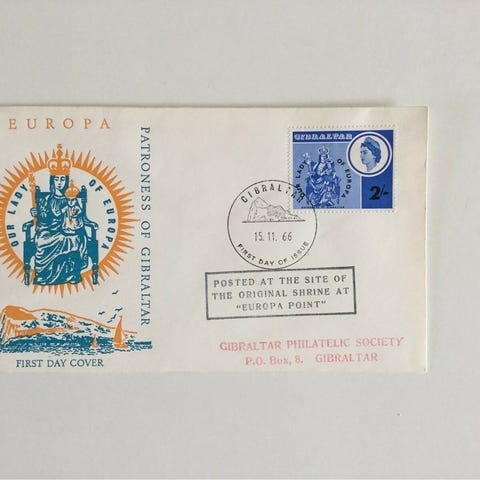 EUROPA
PATRONESS OF GIBRALTAR
OUR LADY OF EUROPA
FIRST DAY COVER
GIBRALTAR
OUR LADY OF EUROPA
2/-
GIBRALTAR
15.11.66
FIRST DAY OF ISSUE
POSTED AT THE SITE OF
THE ORIGINAL SHRINE AT
"EUROPA POINT"
GIBRALTAR PHILATELIC SOCIETY
P.O. Box, 8. GIBRALTAR